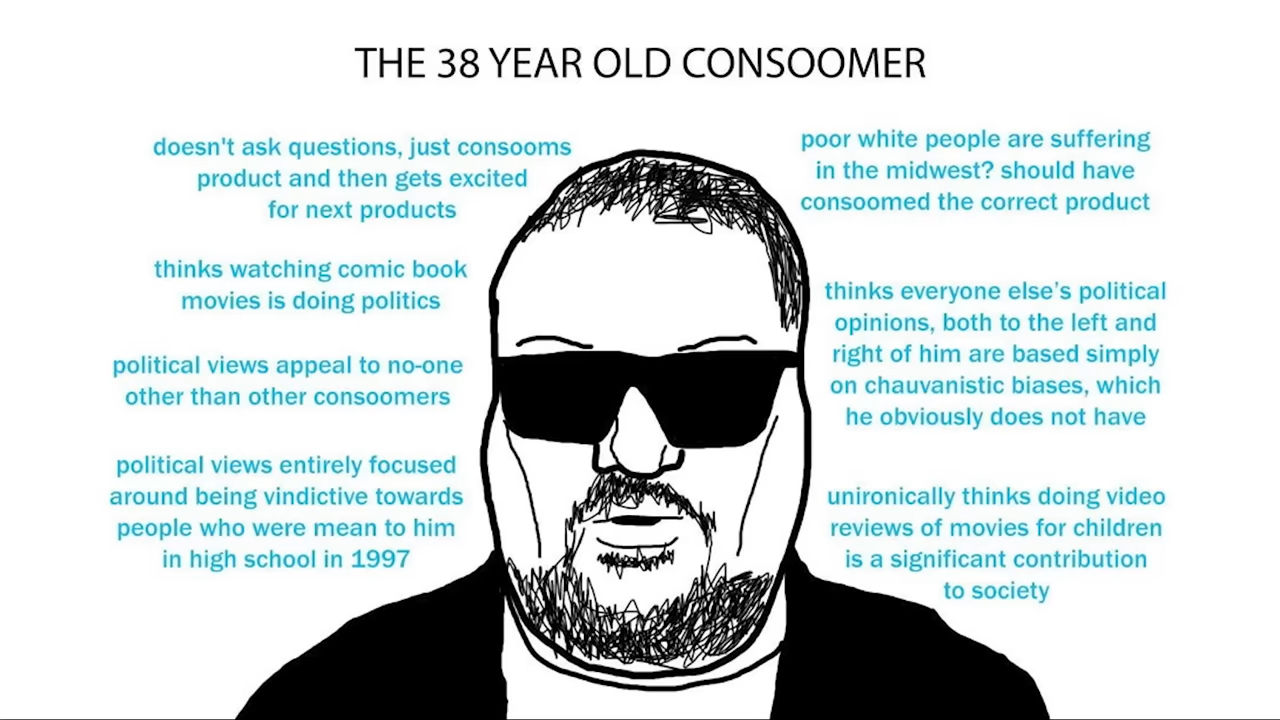 THE 38 YEAR OLD CONSOOMER
doesn't ask questions, just consooms
product and then gets excited
for next products
thinks watching comic book
movies is doing politics
political views appeal to no-one
other than other consoomers
political views entirely focused
around being vindictive towards
people who were mean to him
in high school in 1997
poor white people are suffering
in the midwest? should have
consoomed the correct product
thinks everyone else’s political
opinions, both to the left and
right of him are based simply
on chauvanistic biases, which
he obviously does not have
unironically thinks doing video
reviews of movies for children
is a significant contribution
to society